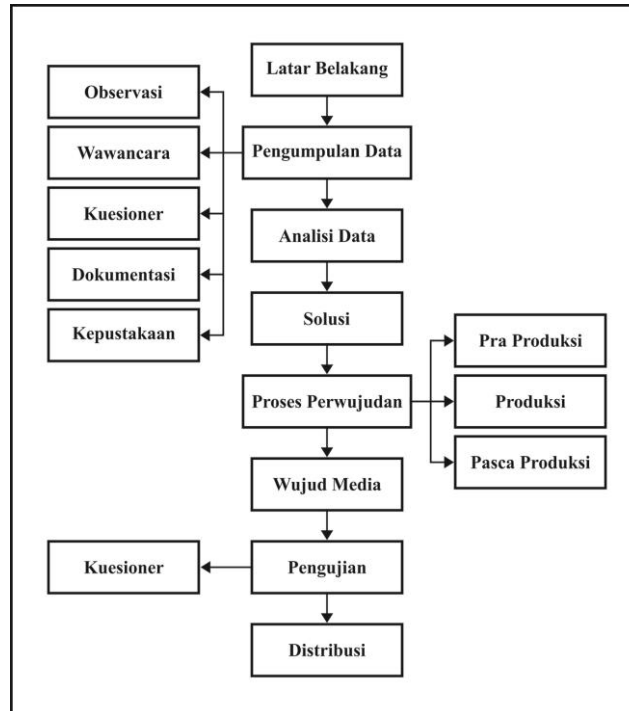 Latar Belakang
Observasi
Wawancara
Pengumpulan Data
Kuesioner
Analisi Data
Dokumentasi
Solusi
Kepustakaan
Pra Produksi
Proses Perwujudan
Produksi
Pasca Produksi
Wujud Media
Kuesioner
Pengujian
Distribusi